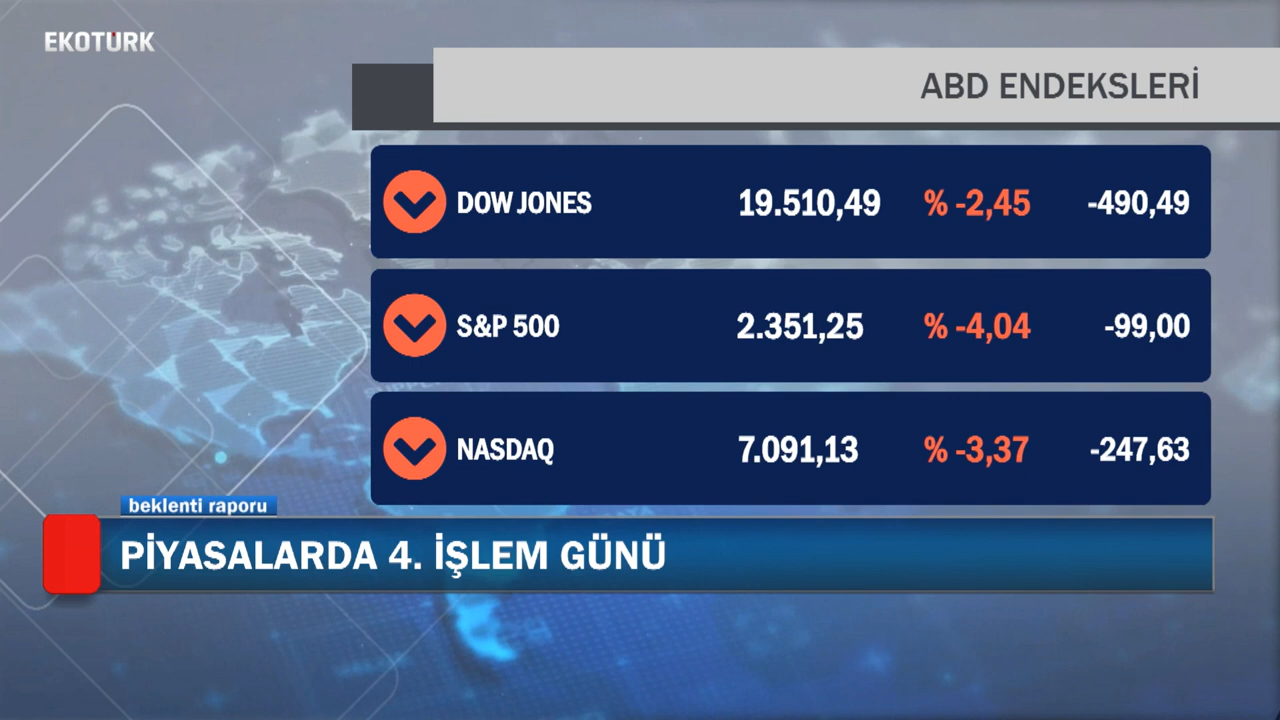 EKOTÜRK
ABD ENDEKSLERİ
DOW JONES 19.510,49 % -2,45 -490,49
S&P 500 2.351,25 % -4,04 -99,00
NASDAQ 7.091,13 % -3,37 -247,63
beklenti raporu
PİYASALARDA 4. İŞLEM GÜNÜ